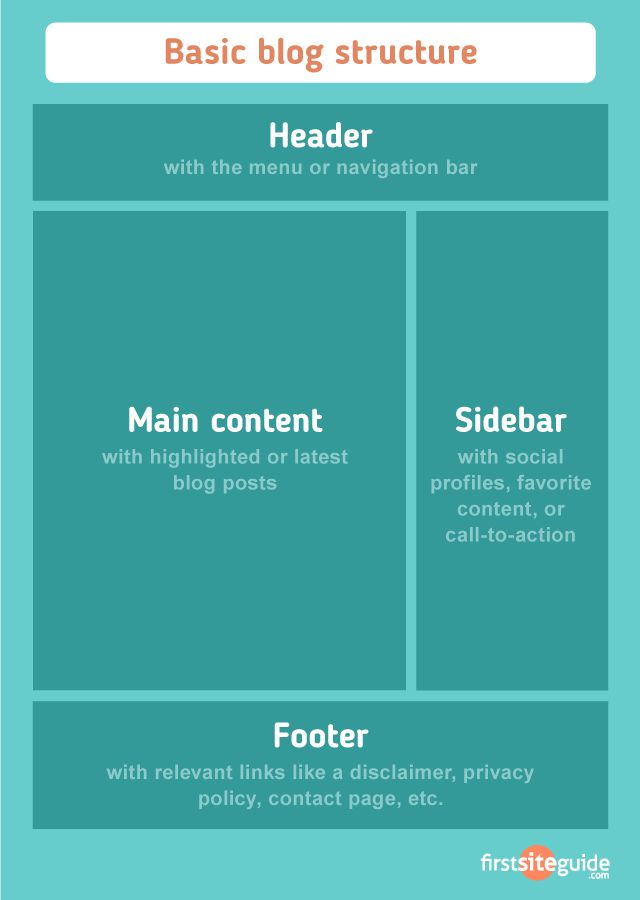 Basic blog structure
Header
with the menu or navigation bar
Main content
with highlighted or latest
blog posts
Sidebar
with social
profiles, favorite
content, or
call-to-action
Footer
with relevant links like a disclaimer, privacy
policy, contact page, etc.
firstsiteguide
.com